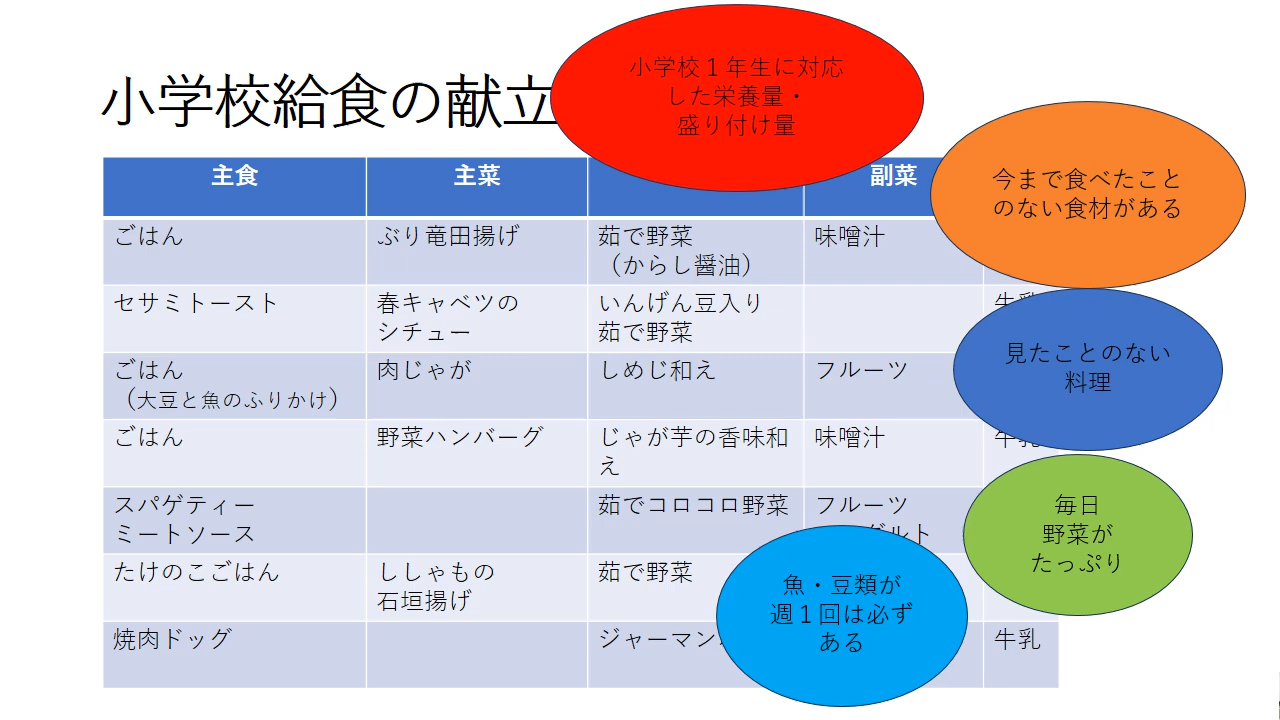 小学校給食の献立
小学校１年生に対応
した栄養量・
盛り付け量
今まで食べたこと
のない食材がある
見たことのない
料理
毎日
野菜が
たっぷり
魚・豆類が
週１回は必ず
ある
主食 主菜 副菜
ごはん ぶり竜田揚げ 茹で野菜 味噌汁
（からし醤油）
セサミトースト 春キャベツの いんげん豆入り 牛乳
シチュー 茹で野菜
ごはん 肉じゃが しめじ和え フルーツ
（大豆と魚のふりかけ）
ごはん 野菜ハンバーグ じゃが芋の香味和 味噌汁 牛乳
え
スパゲティー 茹でコロコロ野菜 フルーツ
ミートソース グルト
たけのこごはん ししゃもの 茹で野菜
石垣揚げ
焼肉ドッグ ジャーマン 牛乳